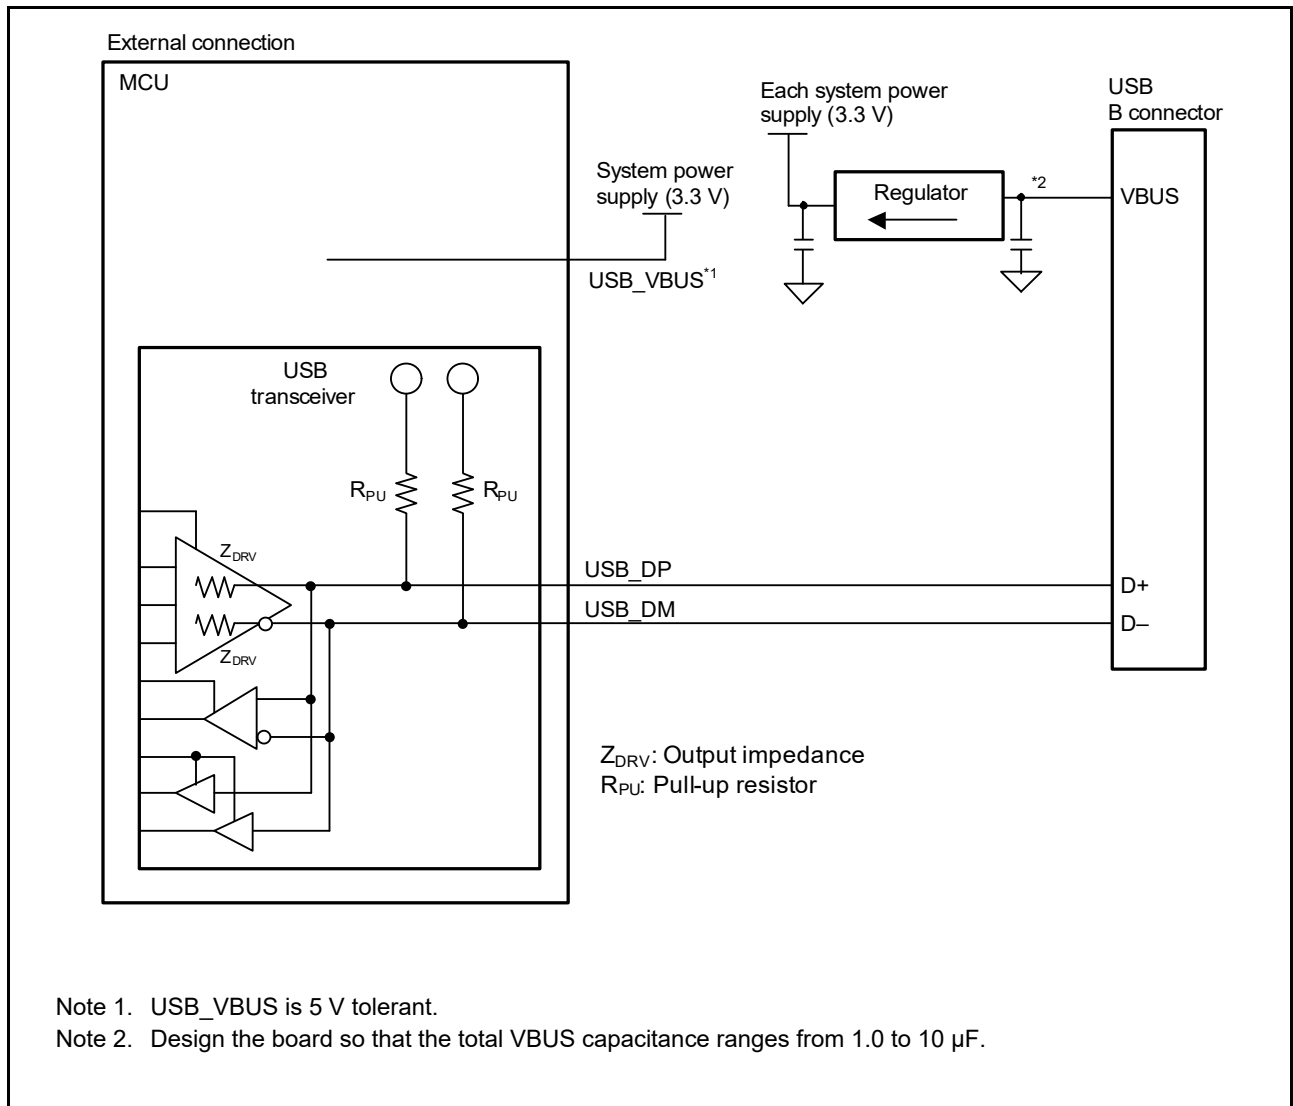 External connection
MCU
Each system power
supply (3.3 V)
USB
B connector
System power
supply (3.3 V)
Regulator
*2
VBUS
USB_VBUS*1
USB
transceiver
RPU
RPU
ZDRV
USB_DP
D+
USB_DM
D–
ZDRV
ZDRV: Output impedance
RPU: Pull-up resistor
Note 1. USB_VBUS is 5 V tolerant.
Note 2. Design the board so that the total VBUS capacitance ranges from 1.0 to 10 µF.